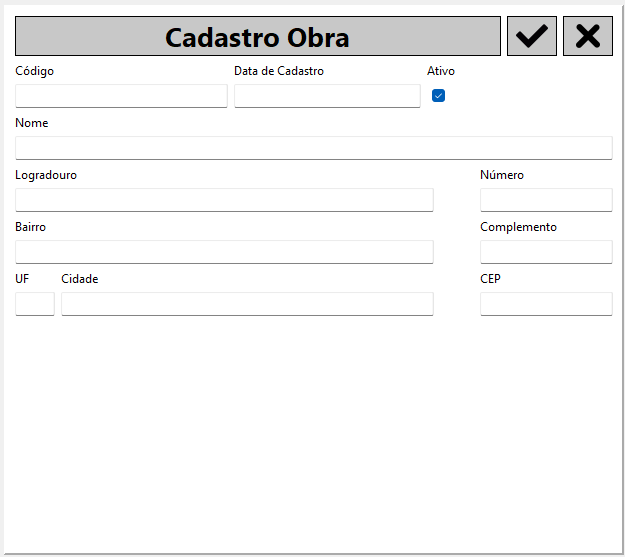 Cadastro Obra
Código Data de Cadastro Ativo
Nome
Logradouro Número
Bairro Complemento
UF Cidade CEP